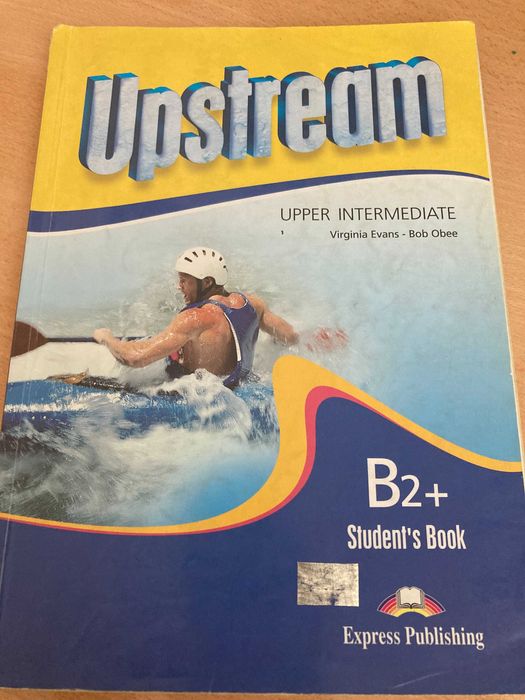 Upstream
UPPER INTERMEDIATE
Virginia Evans - Bob Obee
B2+
Student's Book
Express Publishing